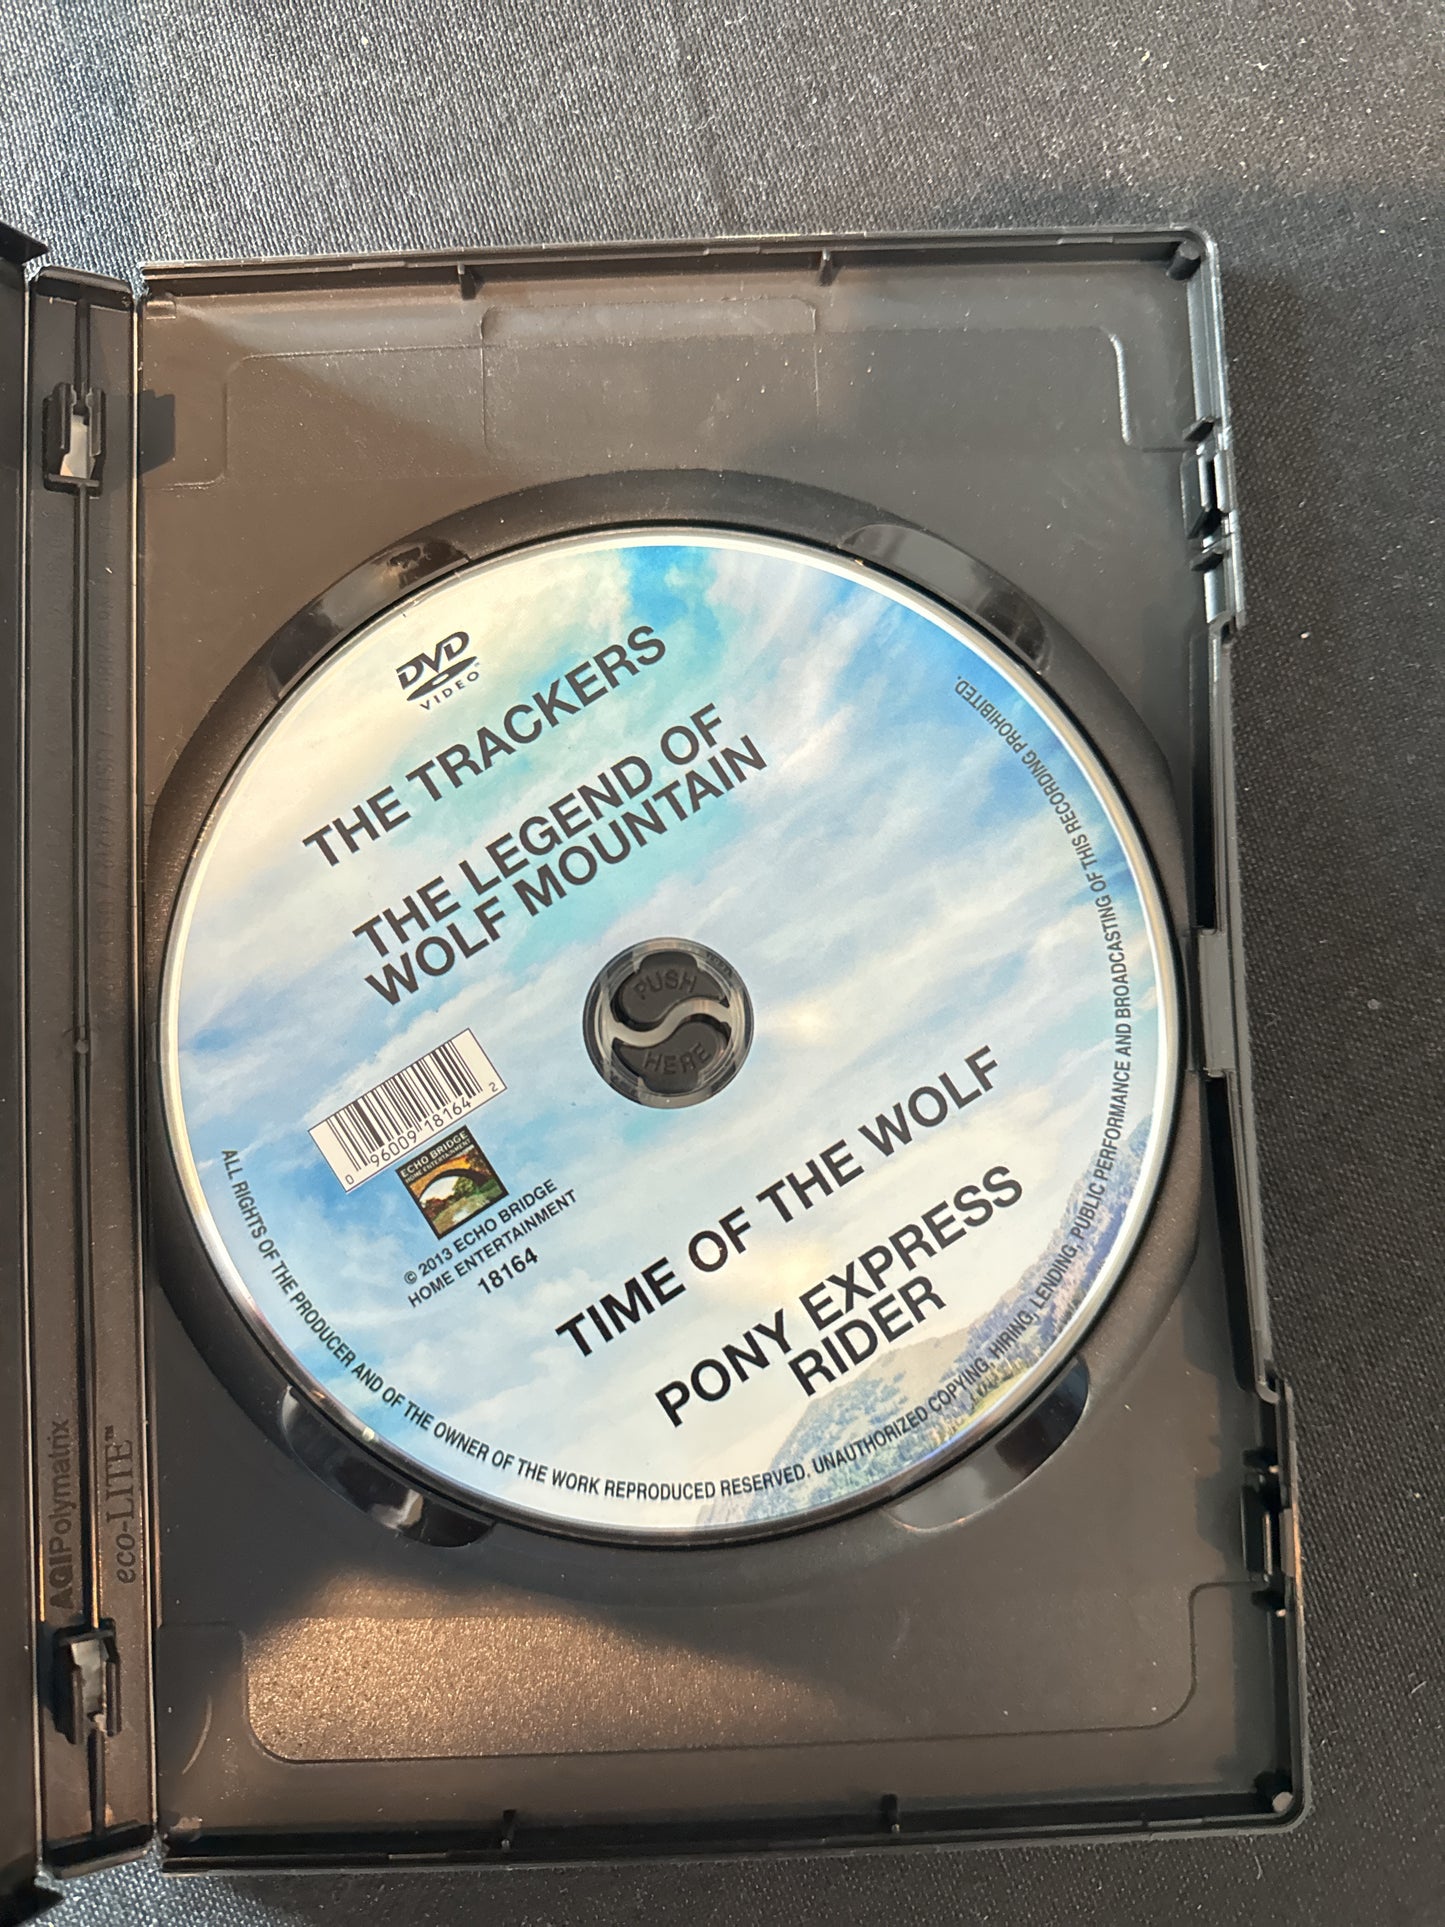 DVD
VIDEO
THE TRACKERS
THE LEGEND OF
WOLF MOUNTAIN
PUSH
HERE
0 96009 18164 2
ECHO BRIDGE
HOME ENTERTAINMENT
© 2013 ECHO BRIDGE
HOME ENTERTAINMENT
18164
TIME OF THE WOLF
PONY EXPRESS
RIDER
ALL RIGHTS OF THE PRODUCER AND OF THE OWNER OF THE WORK REPRODUCED RESERVED. UNAUTHORIZED COPYING, HIRING, LENDING, PUBLIC PERFORMANCE AND BROADCASTING OF THIS RECORDING PROHIBITED.
AGIPolymatrix
eco-LITE™